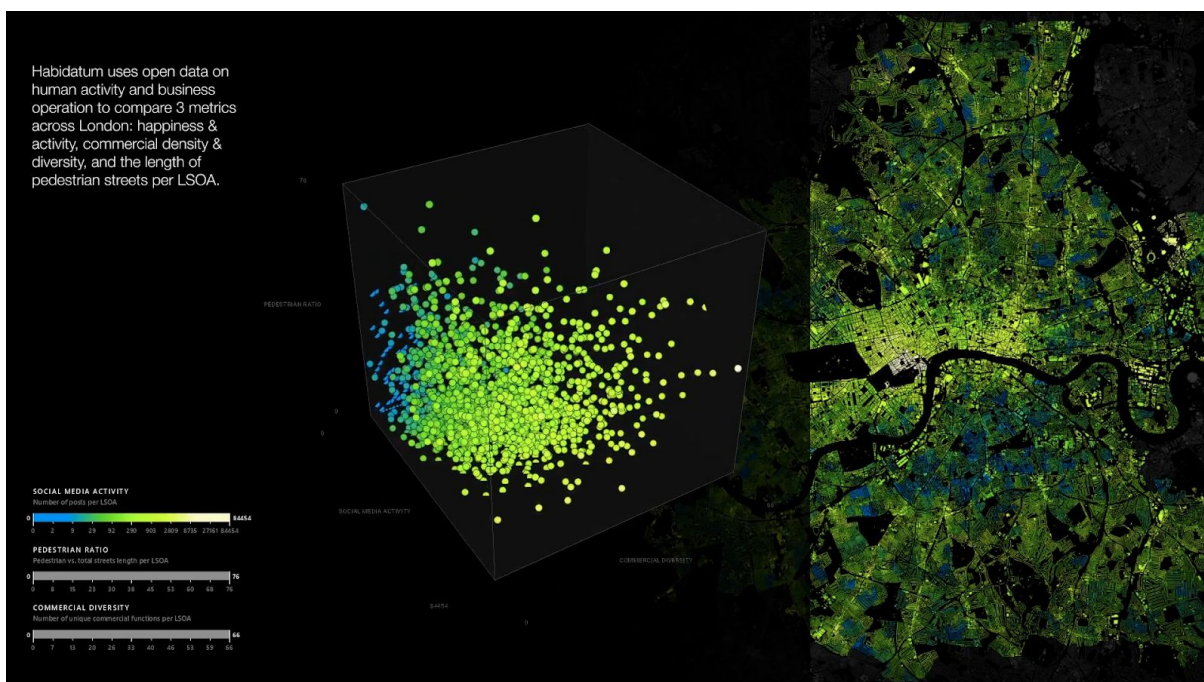 Habidatum uses open data on
human activity and business
operation to compare 3 metrics
across London: happiness &
activity, commercial density &
diversity, and the length of
pedestrian streets per LSOA.
76
PEDESTRIAN RATIO
0
SOCIAL MEDIA ACTIVITY
COMMERCIAL DIVERSITY
84454
0
SOCIAL MEDIA ACTIVITY
Number of posts per LSOA
0 84454
0 2 9 29 92 290 908 2809 8735 27161 84454
PEDESTRIAN RATIO
Pedestrian vs. total streets length per LSOA
0 76
0 8 15 23 30 38 45 53 60 68 76
COMMERCIAL DIVERSITY
Number of unique commercial functions per LSOA
0 66
0 7 13 20 26 33 40 46 53 59 66